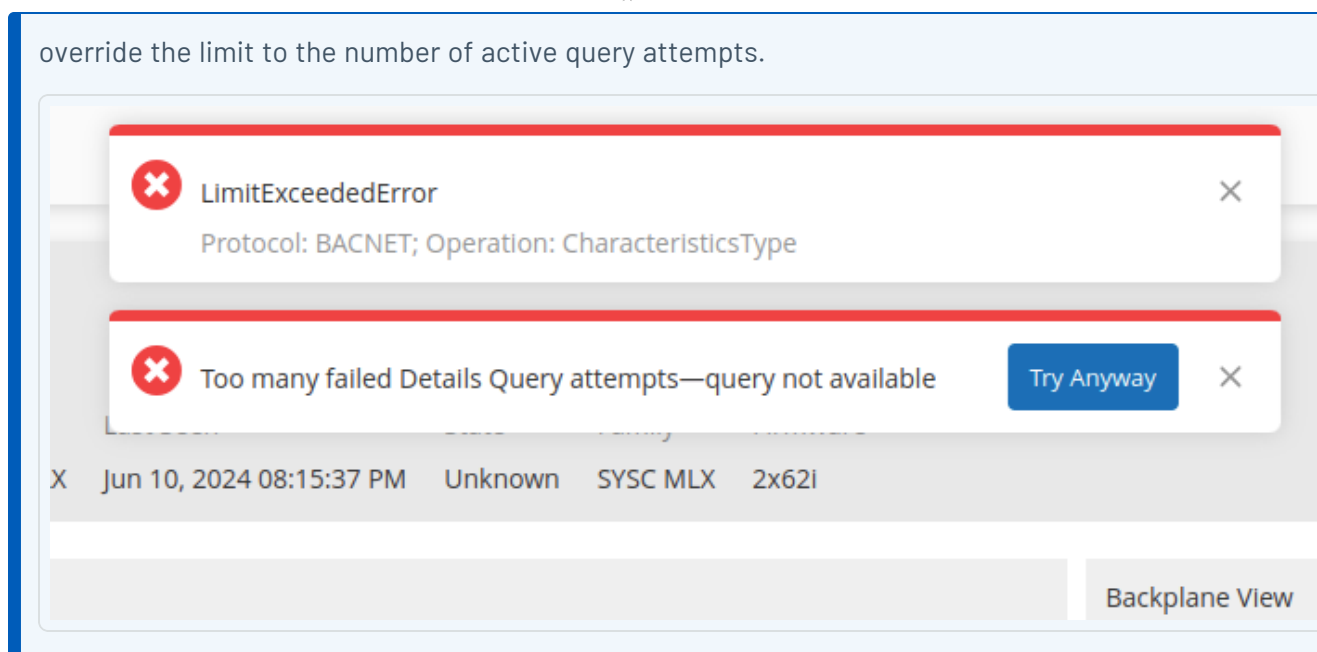 override the limit to the number of active query attempts.
LimitExceededError
Protocol: BACNET; Operation: CharacteristicsType
Too many failed Details Query attempts—query not available
Try Anyway
X Jun 10, 2024 08:15:37 PM Unknown SYSC MLX 2x62i
Backplane View